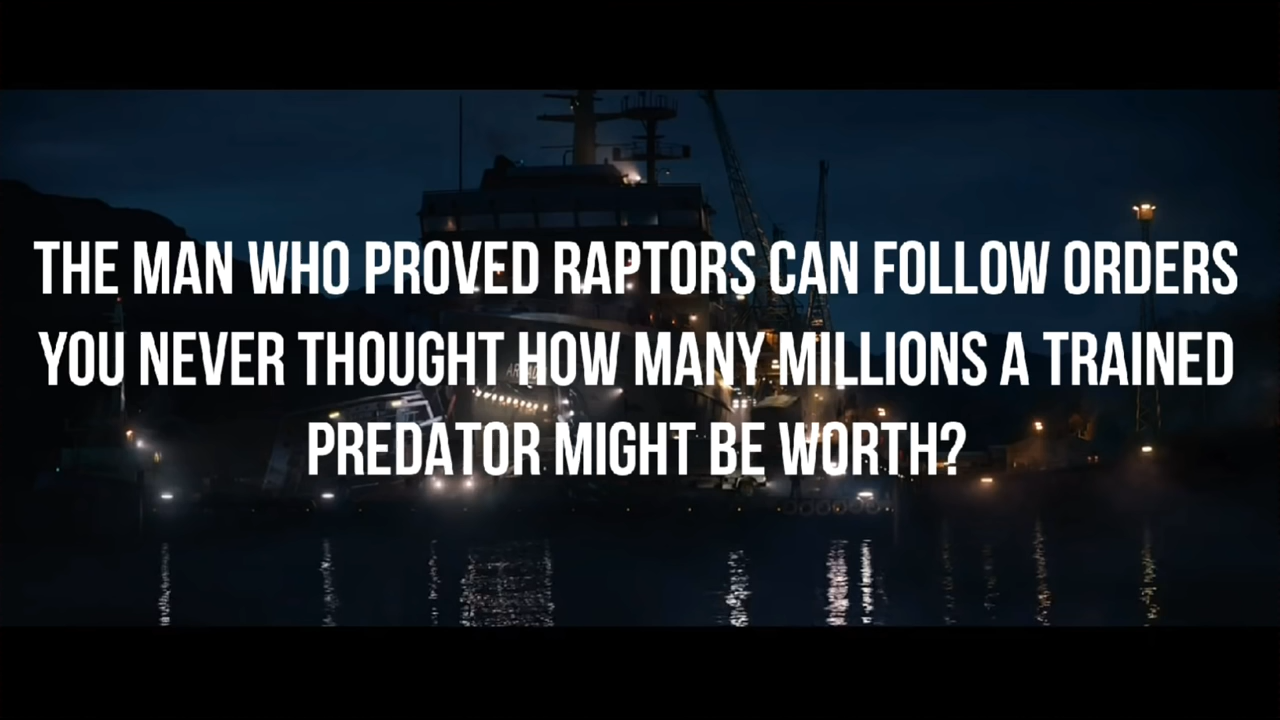 THE MAN WHO PROVED RAPTORS CAN FOLLOW ORDERS
YOU NEVER THOUGHT HOW MANY MILLIONS A TRAINED
PREDATOR MIGHT BE WORTH?